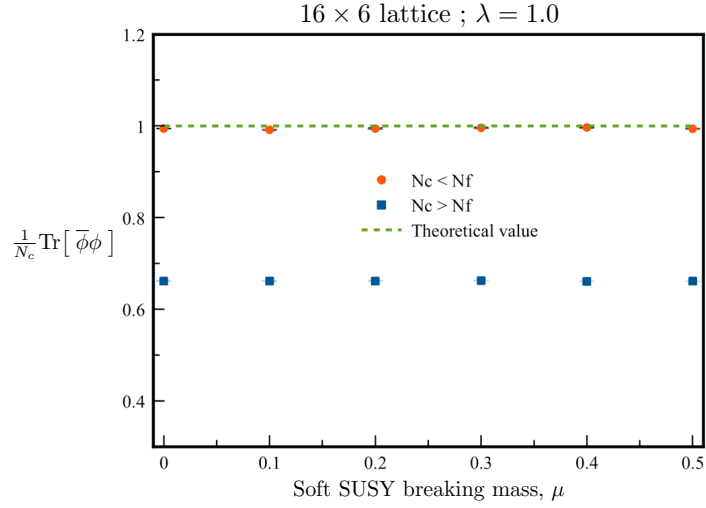 16 × 6 lattice ; λ = 1.0
1.2
1
0.8
0.6
0.4
1/N_c Tr[ φ̅φ ]
Nc < Nf
Nc > Nf
Theoretical value
0 0.1 0.2 0.3 0.4 0.5
Soft SUSY breaking mass, μ